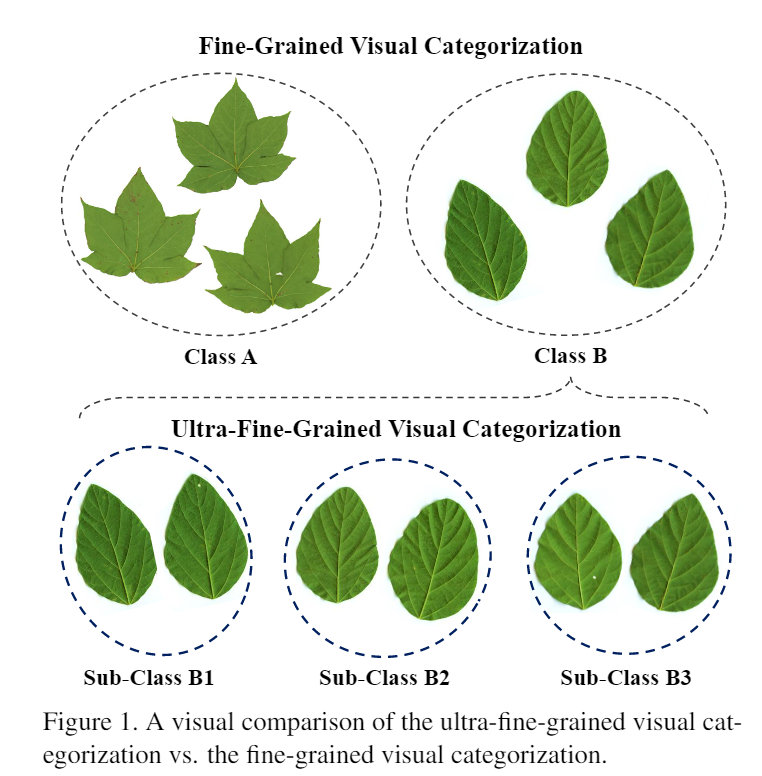 Fine-Grained Visual Categorization
Class A
Class B
Ultra-Fine-Grained Visual Categorization
Sub-Class B1
Sub-Class B2
Sub-Class B3
Figure 1. A visual comparison of the ultra-fine-grained visual cat-
egorization vs. the fine-grained visual categorization.